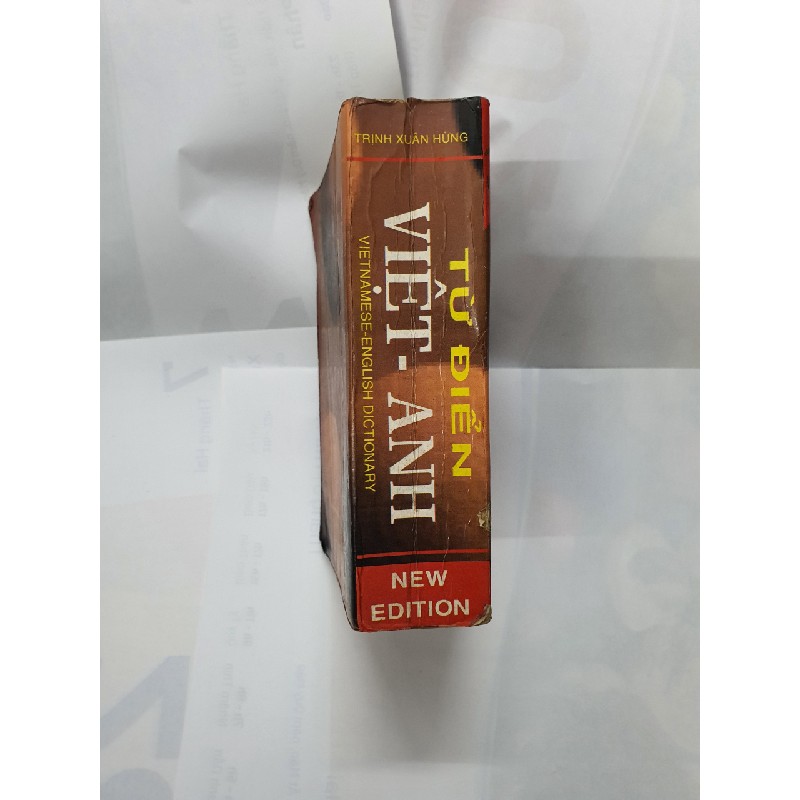 TRỊNH XUÂN HÙNG
TỪ ĐIỂN
VIỆT - ANH
VIETNAMESE-ENGLISH DICTIONARY
NEW
EDITION